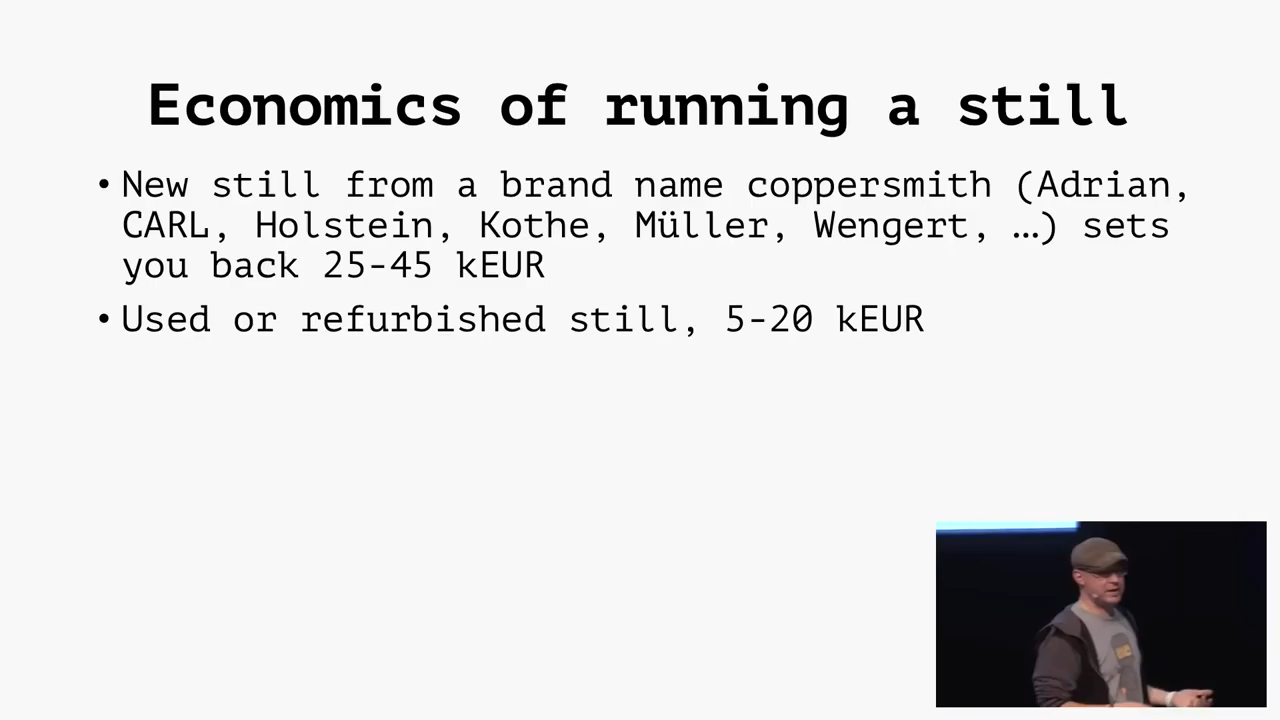 Economics of running a still
• New still from a brand name coppersmith (Adrian,
CARL, Holstein, Kothe, Müller, Wengert, …) sets
you back 25-45 kEUR
• Used or refurbished still, 5-20 kEUR